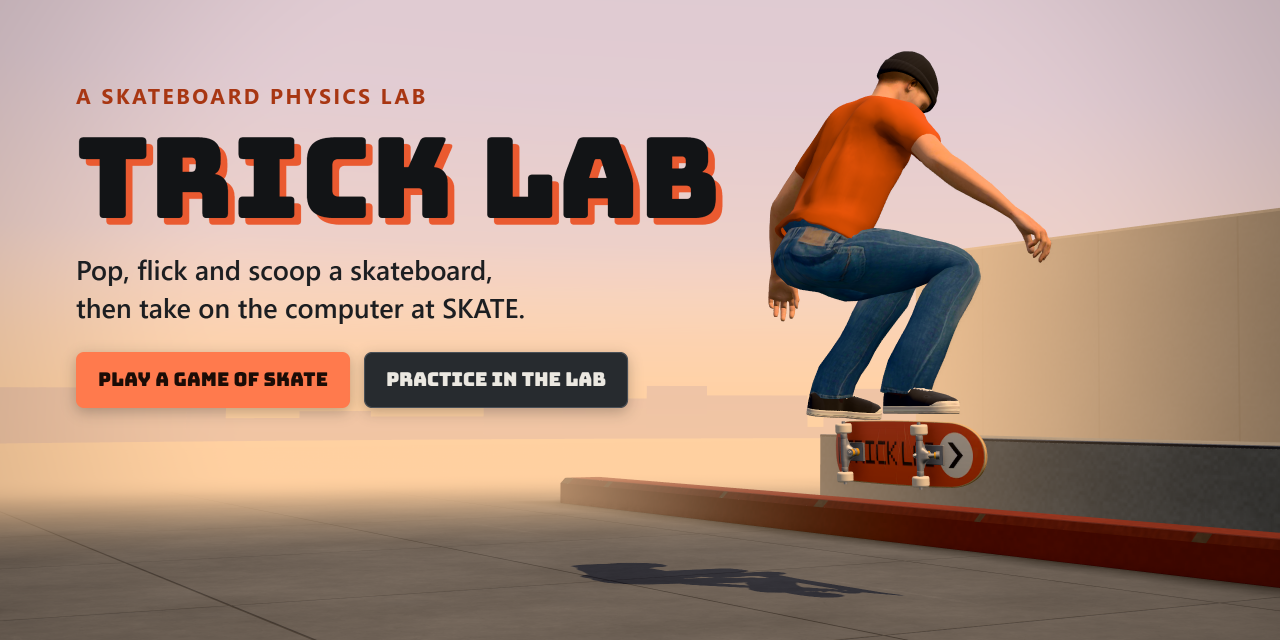 A SKATEBOARD PHYSICS LAB
TRICK LAB
Pop, flick and scoop a skateboard,
then take on the computer at SKATE.
PLAY A GAME OF SKATE
PRACTICE IN THE LAB